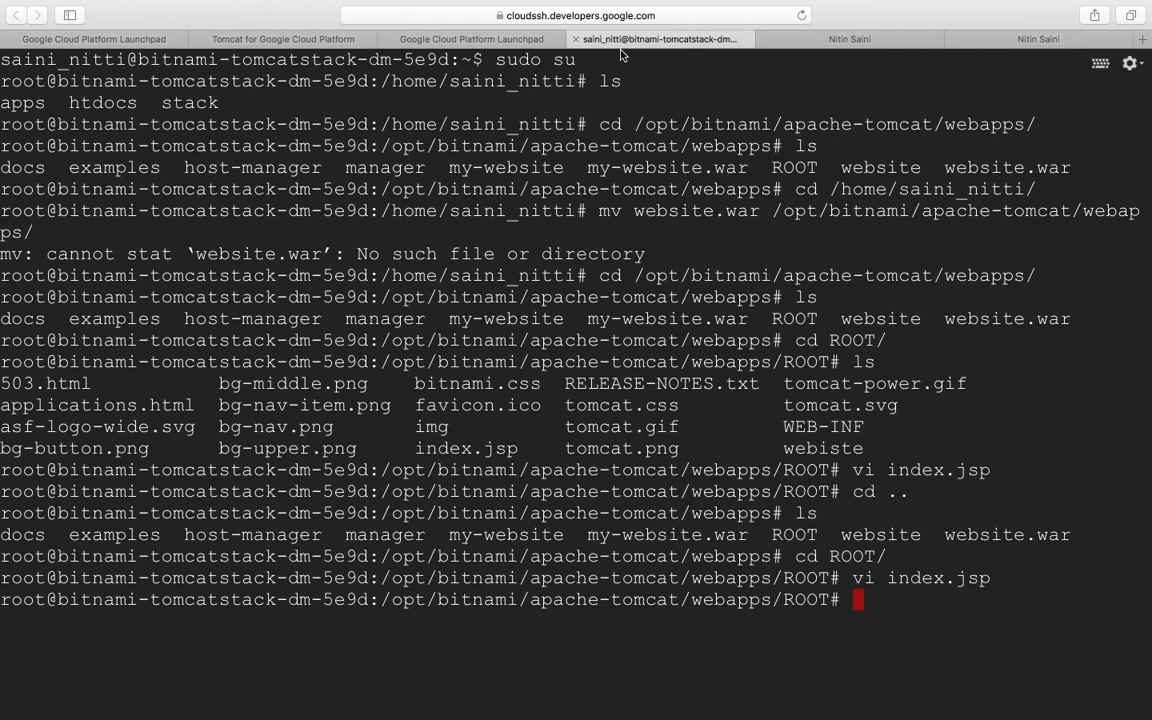 cloudssh.developers.google.com
Google Cloud Platform Launchpad
Tomcat for Google Cloud Platform
Google Cloud Platform Launchpad
saini_nitti@bitnami-tomcatstack-dm...
Nitin Saini
Nitin Saini
saini_nitti@bitnami-tomcatstack-dm-5e9d:~$ sudo su
root@bitnami-tomcatstack-dm-5e9d:/home/saini_nitti# ls
apps  htdocs  stack
root@bitnami-tomcatstack-dm-5e9d:/home/saini_nitti# cd /opt/bitnami/apache-tomcat/webapps/
root@bitnami-tomcatstack-dm-5e9d:/opt/bitnami/apache-tomcat/webapps# ls
docs  examples  host-manager  manager  my-website  my-website.war  ROOT  website  website.war
root@bitnami-tomcatstack-dm-5e9d:/opt/bitnami/apache-tomcat/webapps# cd /home/saini_nitti/
root@bitnami-tomcatstack-dm-5e9d:/home/saini_nitti# mv website.war /opt/bitnami/apache-tomcat/webap
ps/
mv: cannot stat ‘website.war’: No such file or directory
root@bitnami-tomcatstack-dm-5e9d:/home/saini_nitti# cd /opt/bitnami/apache-tomcat/webapps/
root@bitnami-tomcatstack-dm-5e9d:/opt/bitnami/apache-tomcat/webapps# ls
docs  examples  host-manager  manager  my-website  my-website.war  ROOT  website  website.war
root@bitnami-tomcatstack-dm-5e9d:/opt/bitnami/apache-tomcat/webapps# cd ROOT/
root@bitnami-tomcatstack-dm-5e9d:/opt/bitnami/apache-tomcat/webapps/ROOT# ls
503.html  bg-middle.png  bitnami.css  RELEASE-NOTES.txt  tomcat-power.gif
applications.html  bg-nav-item.png  favicon.ico  tomcat.css  tomcat.svg
asf-logo-wide.svg  bg-nav.png  img  tomcat.gif  WEB-INF
bg-button.png  bg-upper.png  index.jsp  tomcat.png  webiste
root@bitnami-tomcatstack-dm-5e9d:/opt/bitnami/apache-tomcat/webapps/ROOT# vi index.jsp
root@bitnami-tomcatstack-dm-5e9d:/opt/bitnami/apache-tomcat/webapps/ROOT# cd ..
root@bitnami-tomcatstack-dm-5e9d:/opt/bitnami/apache-tomcat/webapps# ls
docs  examples  host-manager  manager  my-website  my-website.war  ROOT  website  website.war
root@bitnami-tomcatstack-dm-5e9d:/opt/bitnami/apache-tomcat/webapps# cd ROOT/
root@bitnami-tomcatstack-dm-5e9d:/opt/bitnami/apache-tomcat/webapps/ROOT# vi index.jsp
root@bitnami-tomcatstack-dm-5e9d:/opt/bitnami/apache-tomcat/webapps/ROOT#